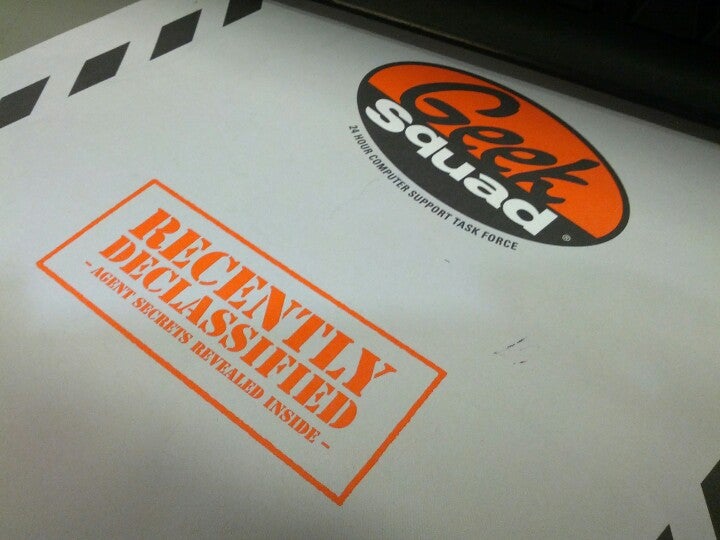 Geek
Squad®
24 HOUR COMPUTER SUPPORT TASK FORCE
RECENTLY
DECLASSIFIED
- AGENT SECRETS REVEALED INSIDE -